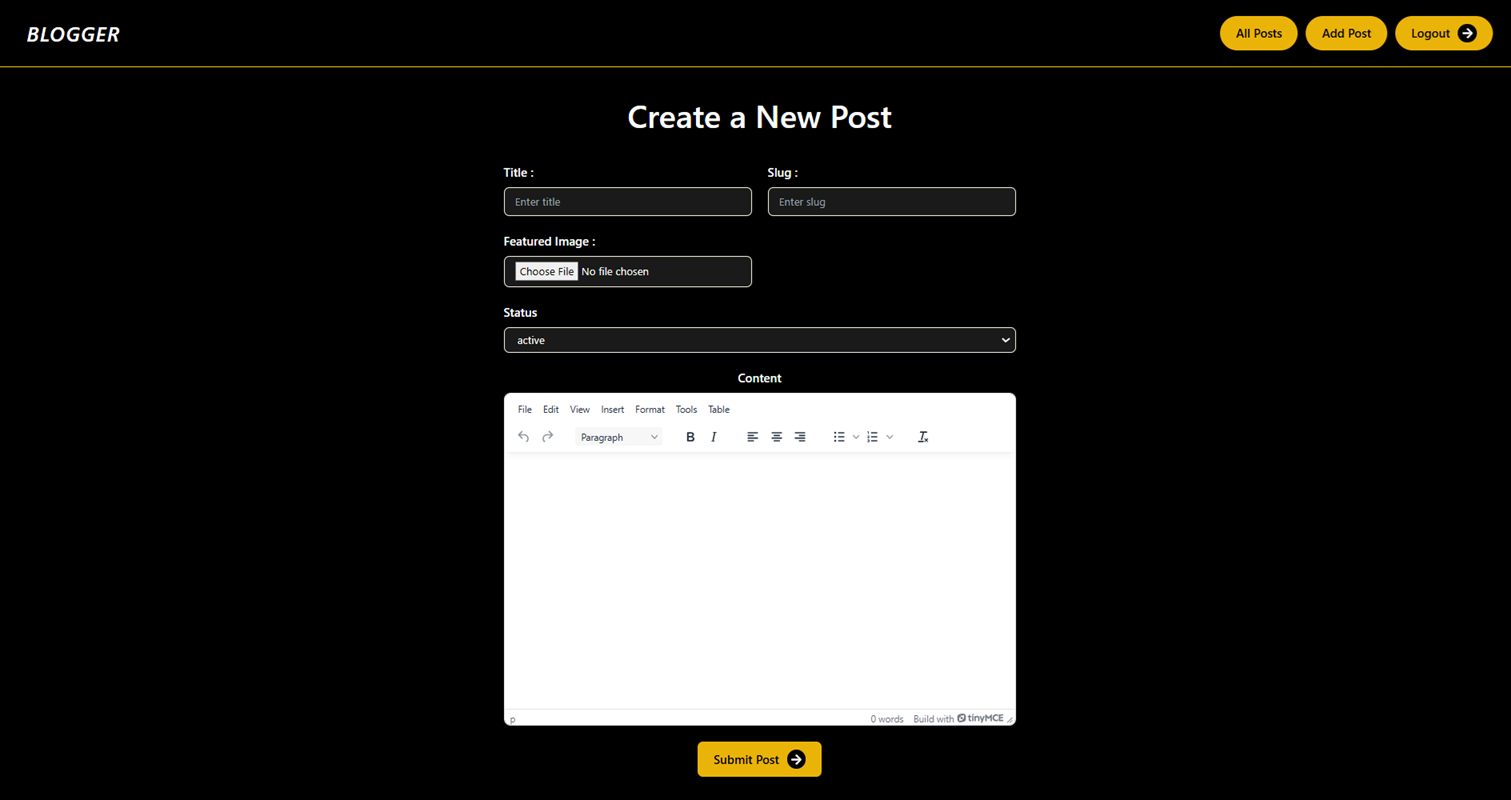 BLOGGER
All Posts
Add Post
Logout
Create a New Post
Title :
Slug :
Enter title
Enter slug
Featured Image :
Choose File No file chosen
Status
active
Content
File Edit View Insert Format Tools Table
Paragraph B I
p 0 words Build with tinyMCE
Submit Post